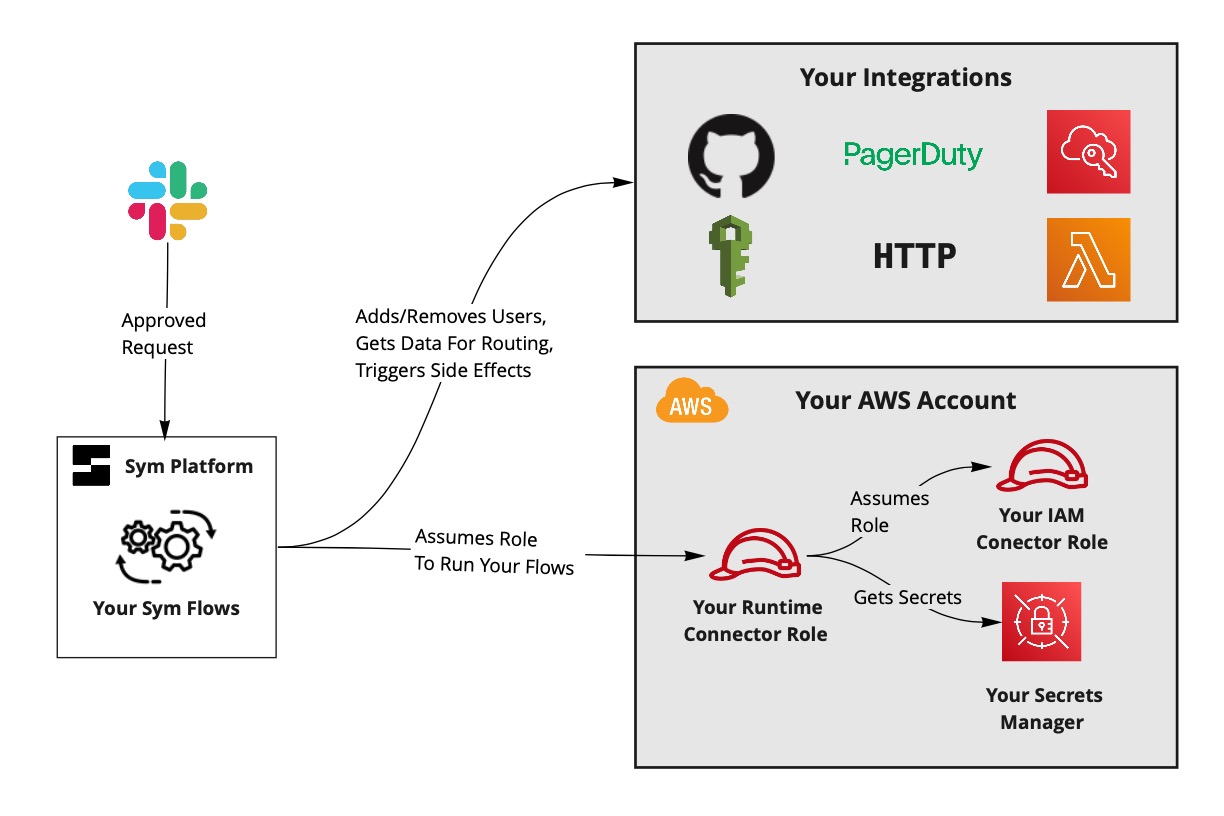 Your Integrations
PagerDuty
HTTP
Approved
Request
Adds/Removes Users,
Gets Data For Routing,
Triggers Side Effects
Sym Platform
Your Sym Flows
Assumes Role
To Run Your Flows
AWS
Your AWS Account
Your Runtime
Connector Role
Assumes
Role
Gets Secrets
Your IAM
Conector Role
Your Secrets
Manager